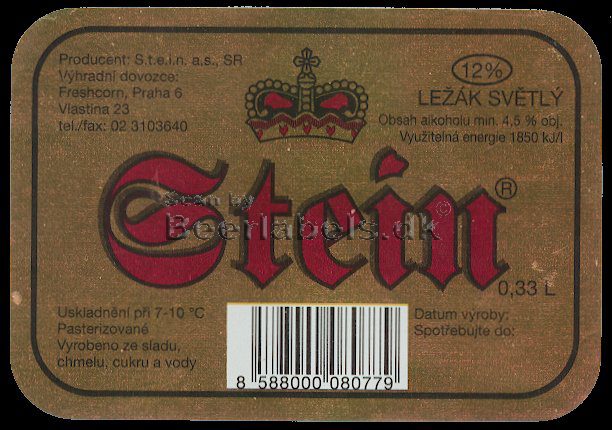 Producent: S.t.e.i.n. a.s., SR
Výhradní dovozce:
Freshcorn, Praha 6
Vlastina 23
tel./fax: 02 3103640
12%
LEŽÁK SVĚTLÝ
Obsah alkoholu min. 4,5 % obj.
Využitelná energie 1850 kJ/l
Stein ®
Scan by
Beerlabels.dk ©
0,33 L
Uskladnění při 7-10 °C
Pasterizované
Vyrobeno ze sladu,
chmelu, cukru a vody
Datum výroby:
Spotřebujte do:
8 588000 080779